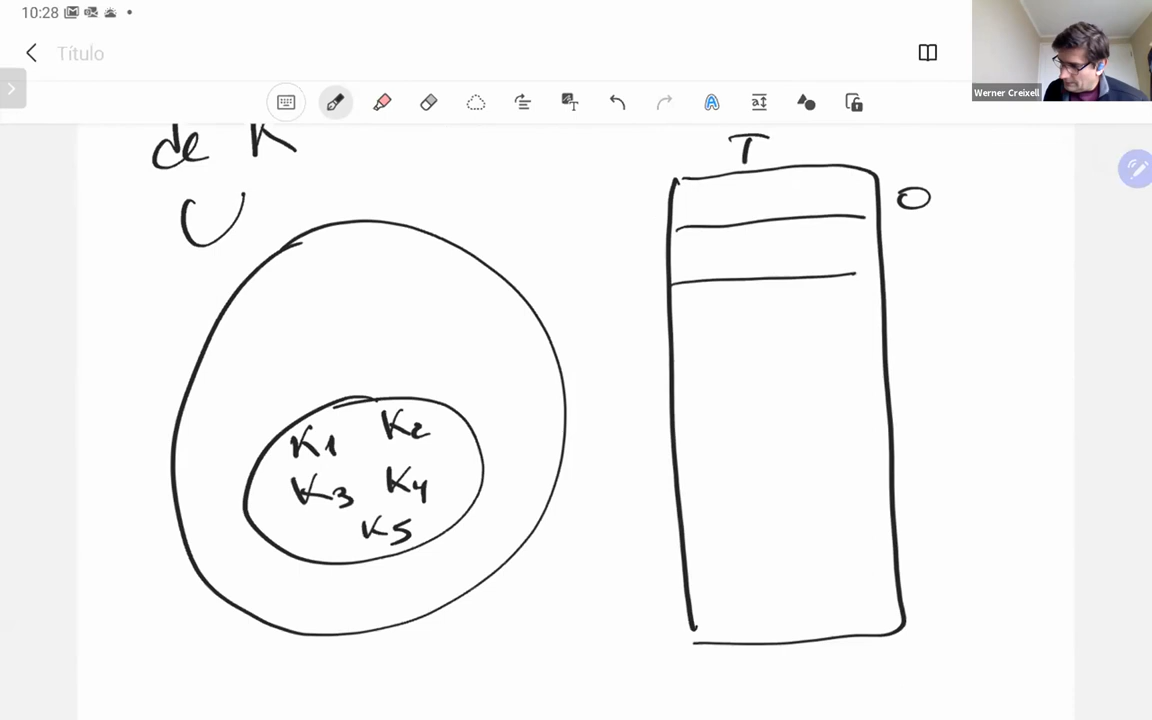 10:28
Título
Werner Creixell
de K
U
T
0
K1 K2
K3 K4
K5